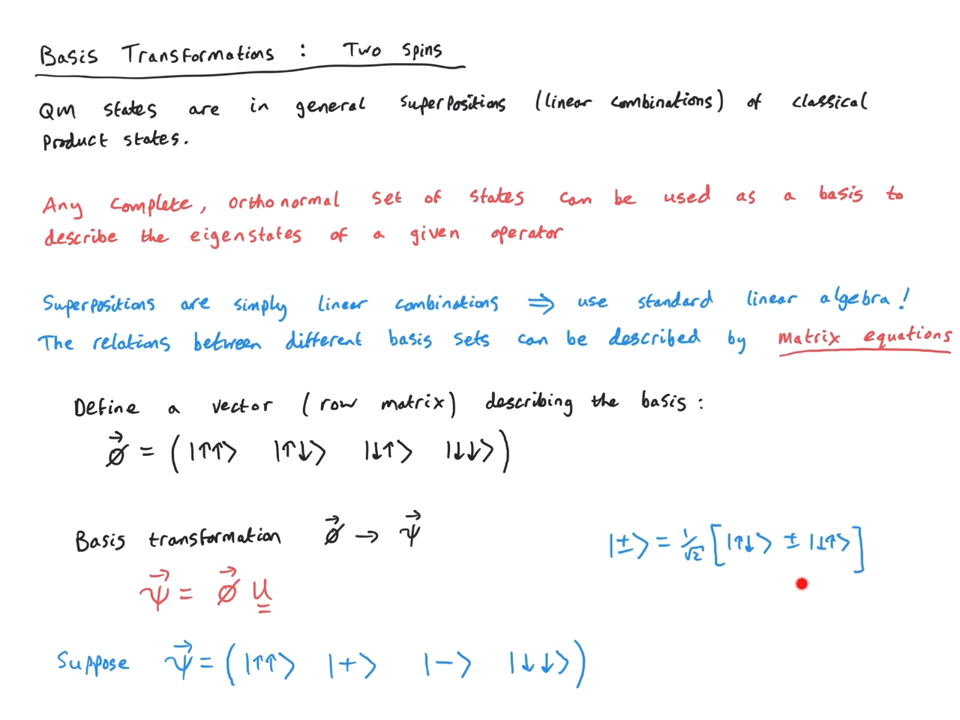 Basis Transformations : Two Spins
QM states are in general superpositions (linear combinations) of classical
product states.
Any complete, orthonormal set of states can be used as a basis to
describe the eigenstates of a given operator
Superpositions are simply linear combinations ⇒ use standard linear algebra!
The relations between different basis sets can be described by matrix equations
Define a vector (row matrix) describing the basis:
ϕ⃗ = (|↑↑⟩ |↑↓⟩ |↓↑⟩ |↓↓⟩)
Basis transformation ϕ⃗ → ψ⃗
|±⟩ = 1/√2 [|↑↓⟩ ± |↓↑⟩]
ψ⃗ = ϕ⃗ U
Suppose ψ⃗ = (|↑↑⟩ |+⟩ |−⟩ |↓↓⟩)